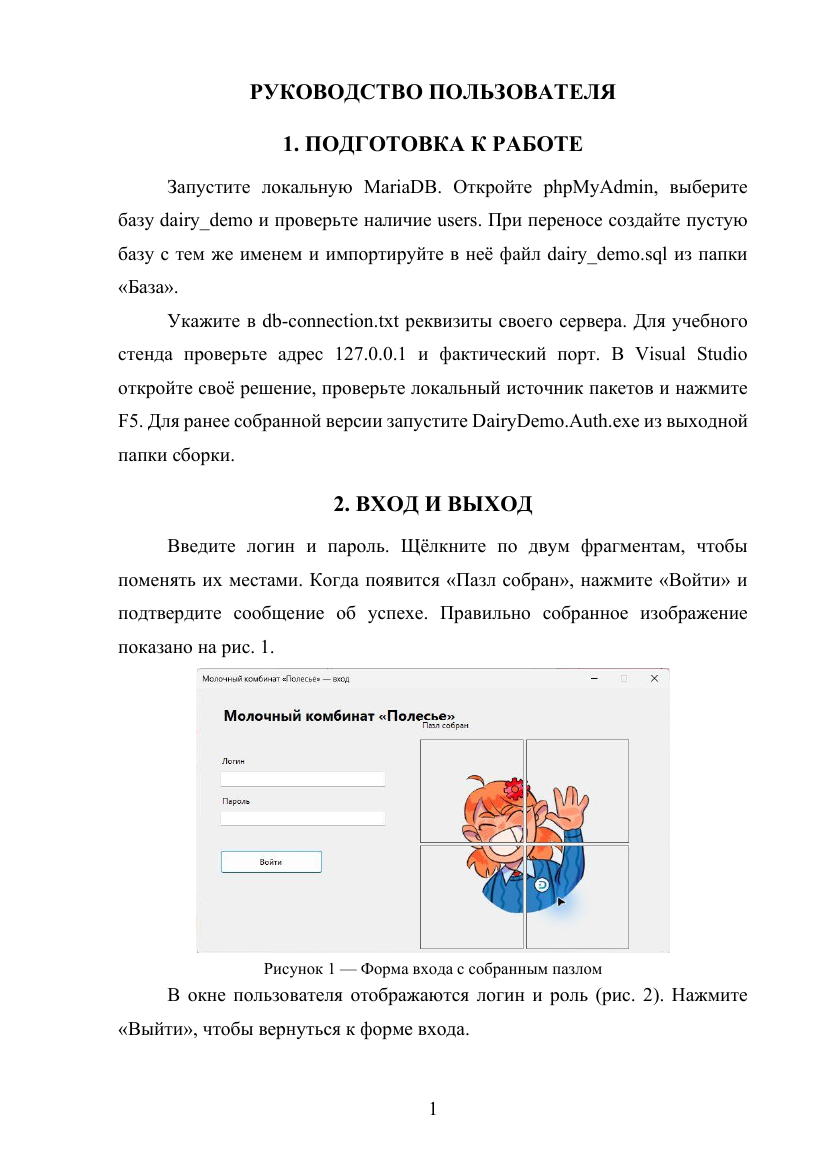 РУКОВОДСТВО ПОЛЬЗОВАТЕЛЯ
1. ПОДГОТОВКА К РАБОТЕ
Запустите локальную MariaDB. Откройте phpMyAdmin, выберите
базу dairy_demo и проверьте наличие users. При переносе создайте пустую
базу с тем же именем и импортируйте в неё файл dairy_demo.sql из папки
«База».
Укажите в db-connection.txt реквизиты своего сервера. Для учебного
стенда проверьте адрес 127.0.0.1 и фактический порт. В Visual Studio
откройте своё решение, проверьте локальный источник пакетов и нажмите
F5. Для ранее собранной версии запустите DairyDemo.Auth.exe из выходной
папки сборки.
2. ВХОД И ВЫХОД
Введите логин и пароль. Щёлкните по двум фрагментам, чтобы
поменять их местами. Когда появится «Пазл собран», нажмите «Войти» и
подтвердите сообщение об успехе. Правильно собранное изображение
показано на рис. 1.
Молочный комбинат «Полесье» — вход
Молочный комбинат «Полесье»
Пазл собран
Логин
Пароль
Войти
Рисунок 1 — Форма входа с собранным пазлом
В окне пользователя отображаются логин и роль (рис. 2). Нажмите
«Выйти», чтобы вернуться к форме входа.
1